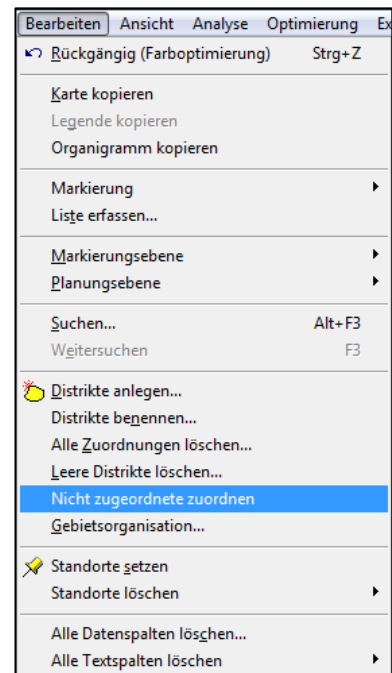 Bearbeiten Ansicht Analyse Optimierung Ex
Rückgängig (Farboptimierung) Strg+Z
Karte kopieren
Legende kopieren
Organigramm kopieren
Markierung
Liste erfassen...
Markierungsebene
Planungsebene
Suchen... Alt+F3
Weitersuchen F3
Distrikte anlegen...
Distrikte benennen...
Alle Zuordnungen löschen...
Leere Distrikte löschen...
Nicht zugeordnete zuordnen
Gebietsorganisation...
Standorte setzen
Standorte löschen
Alle Datenspalten löschen...
Alle Textspalten löschen